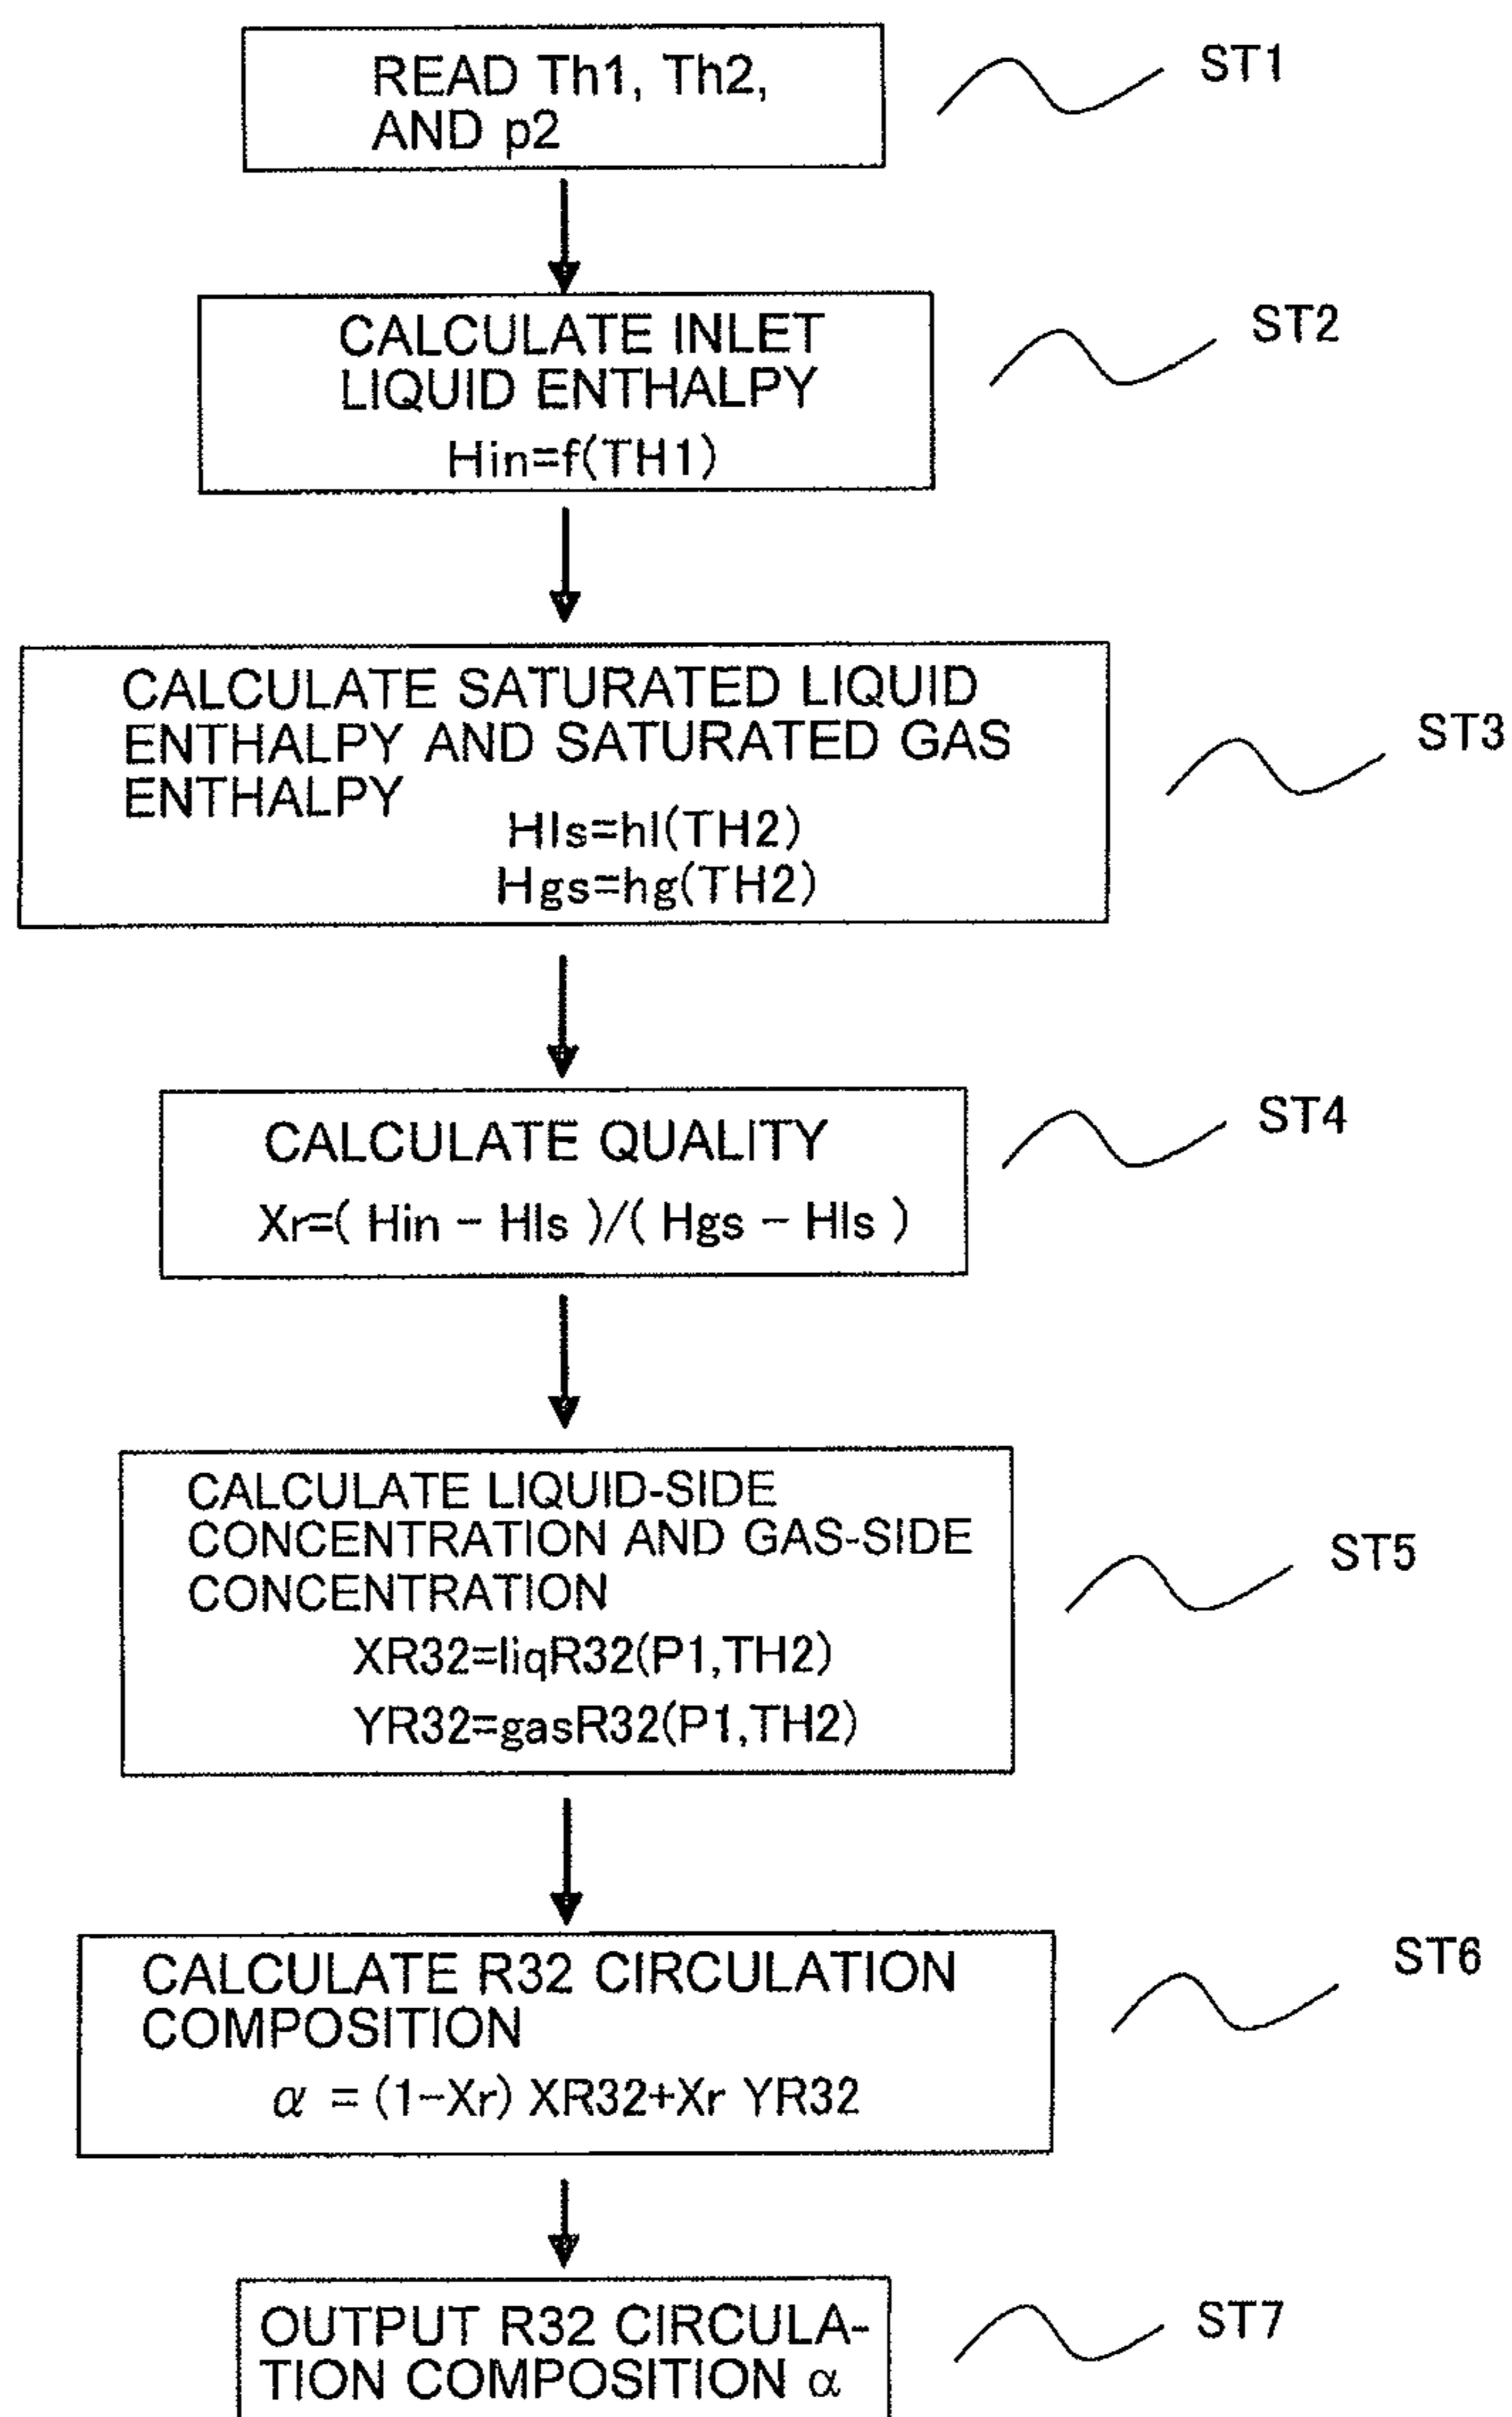 READ Th1, Th2,
AND p2
ST1
CALCULATE INLET
LIQUID ENTHALPY
Hin=f(TH1)
ST2
CALCULATE SATURATED LIQUID
ENTHALPY AND SATURATED GAS
ENTHALPY
Hls=hl(TH2)
Hgs=hg(TH2)
ST3
CALCULATE QUALITY
Xr=( Hin - Hls )/( Hgs - Hls )
ST4
CALCULATE LIQUID-SIDE
CONCENTRATION AND GAS-SIDE
CONCENTRATION
XR32=liqR32(P1,TH2)
YR32=gasR32(P1,TH2)
ST5
CALCULATE R32 CIRCULATION
COMPOSITION
α = (1-Xr) XR32+Xr YR32
ST6
OUTPUT R32 CIRCULA-
TION COMPOSITION α
ST7